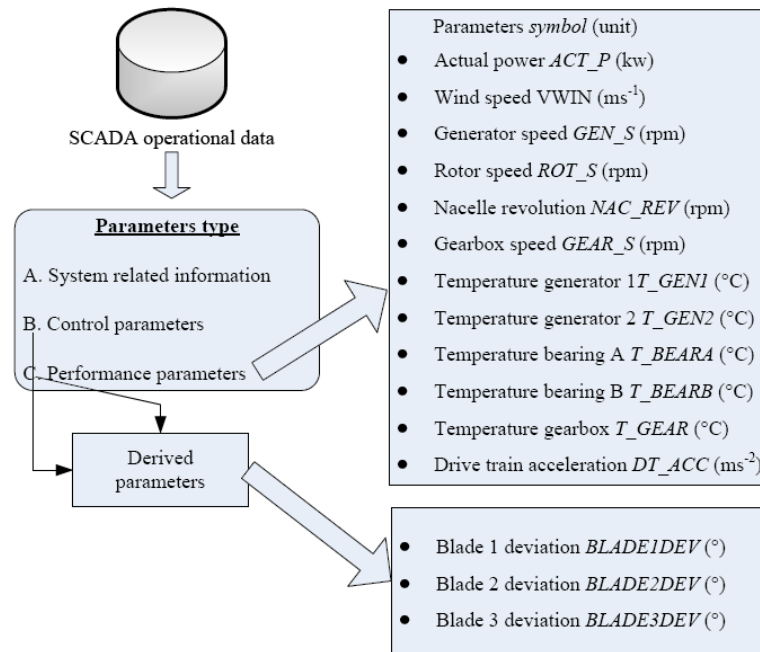 SCADA operational data
Parameters type
A. System related information
B. Control parameters
C. Performance parameters
Derived
parameters
Parameters symbol (unit)
• Actual power ACT_P (kw)
• Wind speed VWIN (ms⁻¹)
• Generator speed GEN_S (rpm)
• Rotor speed ROT_S (rpm)
• Nacelle revolution NAC_REV (rpm)
• Gearbox speed GEAR_S (rpm)
• Temperature generator 1T_GEN1 (°C)
• Temperature generator 2 T_GEN2 (°C)
• Temperature bearing A T_BEARA (°C)
• Temperature bearing B T_BEARB (°C)
• Temperature gearbox T_GEAR (°C)
• Drive train acceleration DT_ACC (ms⁻²)
• Blade 1 deviation BLADE1DEV (°)
• Blade 2 deviation BLADE2DEV (°)
• Blade 3 deviation BLADE3DEV (°)